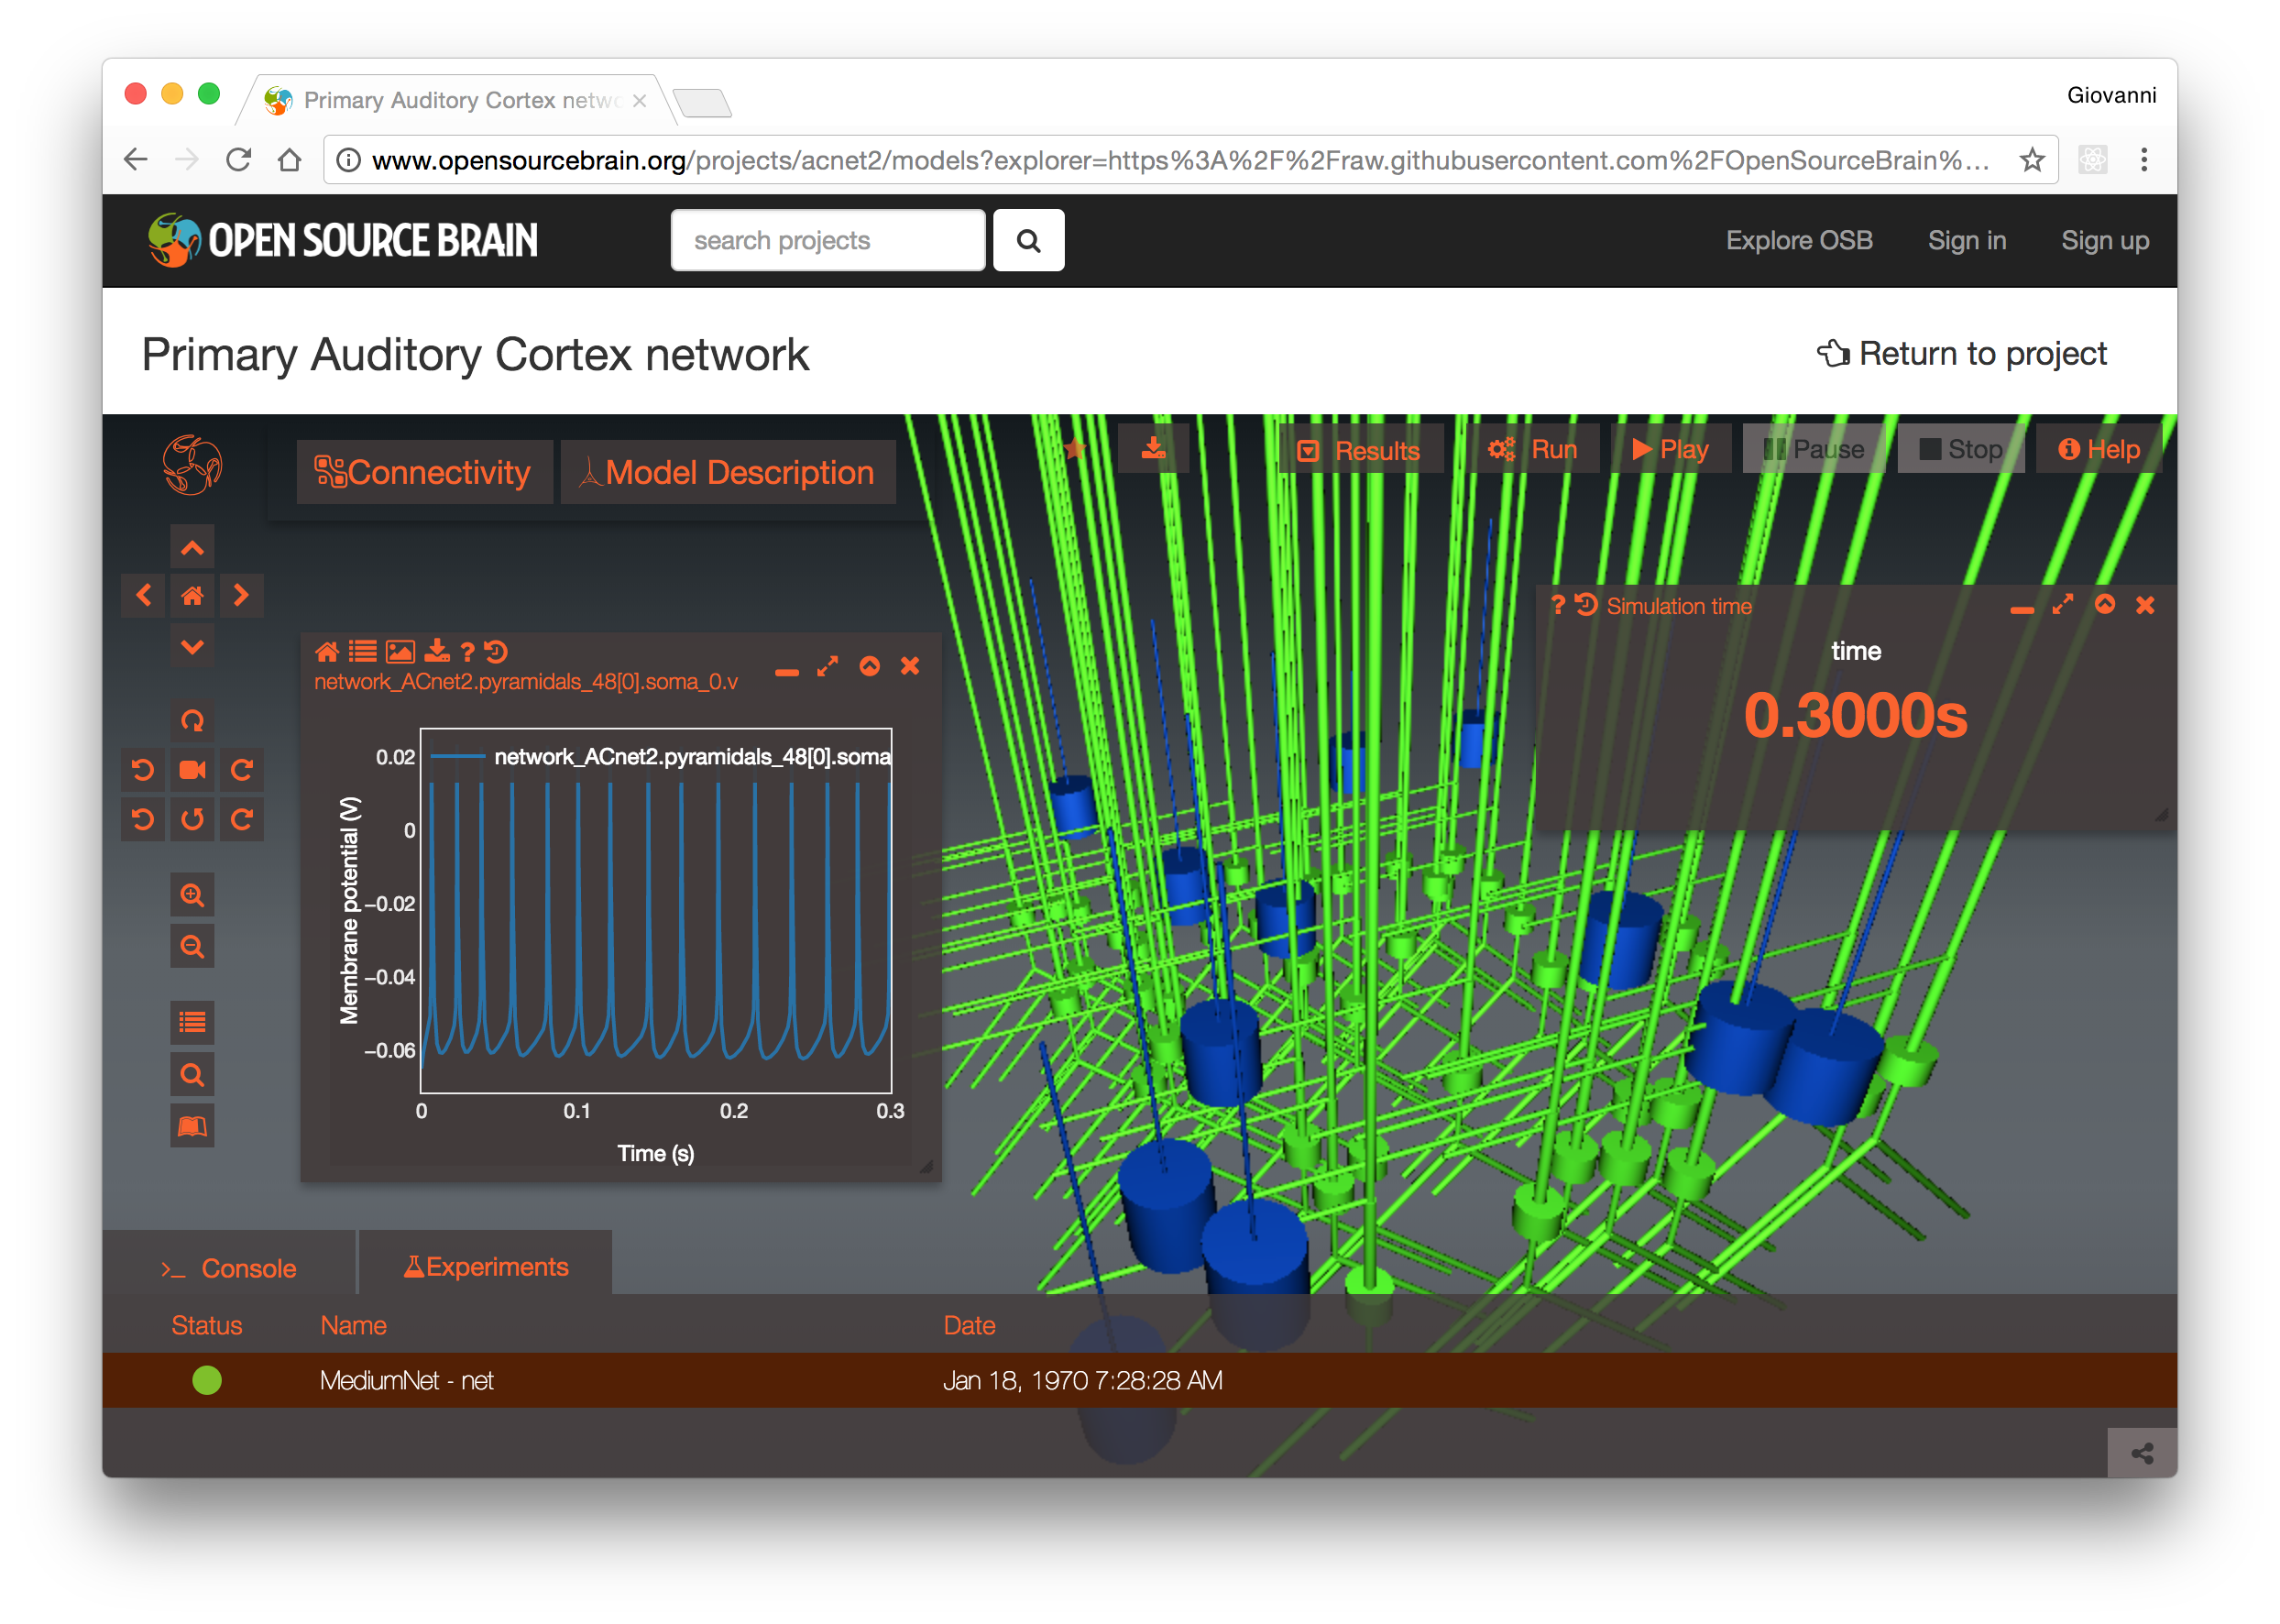 Primary Auditory Cortex netwo
Giovanni
www.opensourcebrain.org/projects/acnet2/models?explorer=https%3A%2F%2Fraw.githubusercontent.com%2FOpenSourceBrain%...
OPEN SOURCE BRAIN
search projects
Explore OSB
Sign in
Sign up
Primary Auditory Cortex network
Return to project
Connectivity
Model Description
Results
Run
Play
Pause
Stop
Help
? Simulation time
time
0.3000s
?
network_ACnet2.pyramidals_48[0].soma_0.v
network_ACnet2.pyramidals_48[0].soma
Membrane potential (V)
0.02
0
−0.02
−0.04
−0.06
0 0.1 0.2 0.3
Time (s)
>_ Console
Experiments
Status Name Date
MediumNet - net Jan 18, 1970 7:28:28 AM